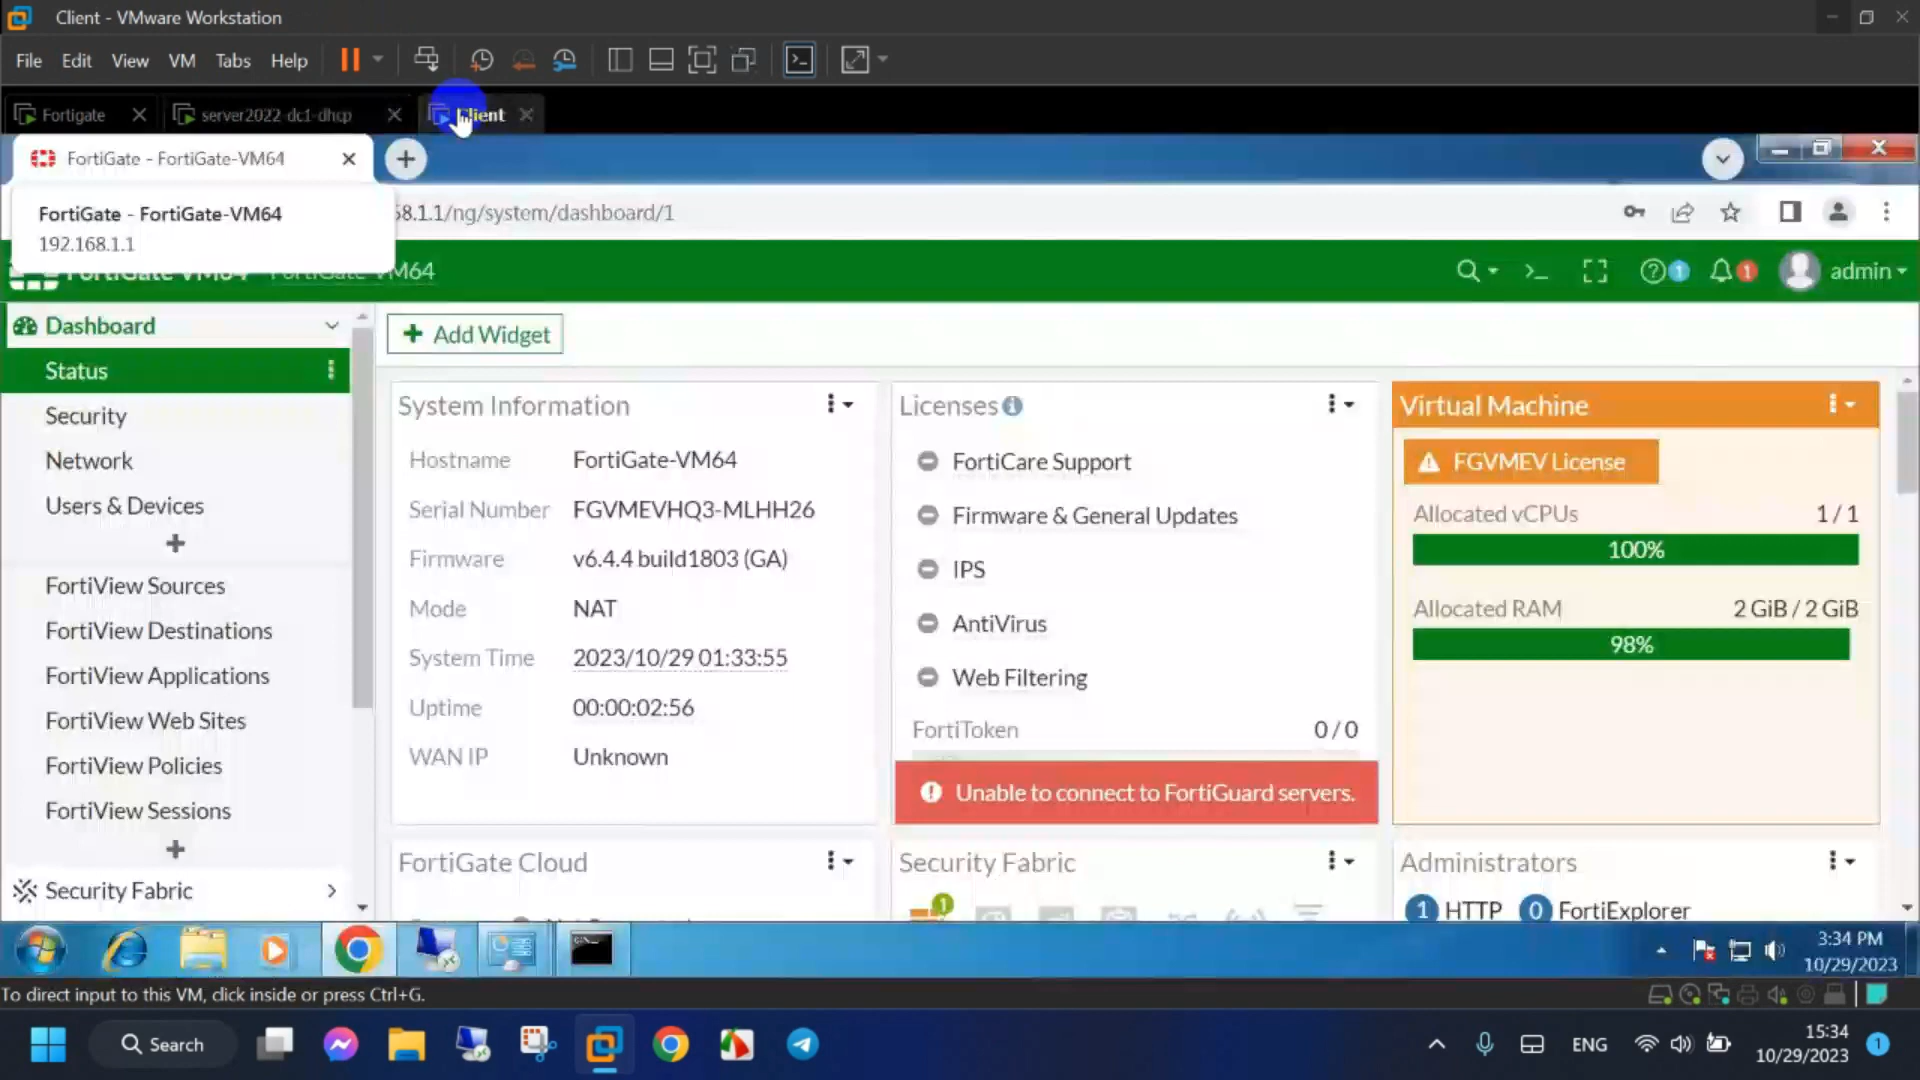 Client - VMware Workstation
File Edit View VM Tabs Help
Fortigate server2022-dc1-dhcp Client
FortiGate - FortiGate-VM64
FortiGate - FortiGate-VM64
192.168.1.1
68.1.1/ng/system/dashboard/1
FortiGate VM64 FortiGate-VM64
1 1 admin
Dashboard
Status
Security
Network
Users & Devices
FortiView Sources
FortiView Destinations
FortiView Applications
FortiView Web Sites
FortiView Policies
FortiView Sessions
Security Fabric
+ Add Widget
System Information
Hostname FortiGate-VM64
Serial Number FGVMEVHQ3-MLHH26
Firmware v6.4.4 build1803 (GA)
Mode NAT
System Time 2023/10/29 01:33:55
Uptime 00:00:02:56
WAN IP Unknown
Licenses
FortiCare Support
Firmware & General Updates
IPS
AntiVirus
Web Filtering
FortiToken 0 / 0
Unable to connect to FortiGuard servers.
Virtual Machine
FGVMEV License
Allocated vCPUs 1 / 1
100%
Allocated RAM 2 GiB / 2 GiB
98%
FortiGate Cloud
Security Fabric
1
Administrators
1 HTTP 0 FortiExplorer
3:34 PM
10/29/2023
To direct input to this VM, click inside or press Ctrl+G.
Search
ENG
15:34
10/29/2023
1